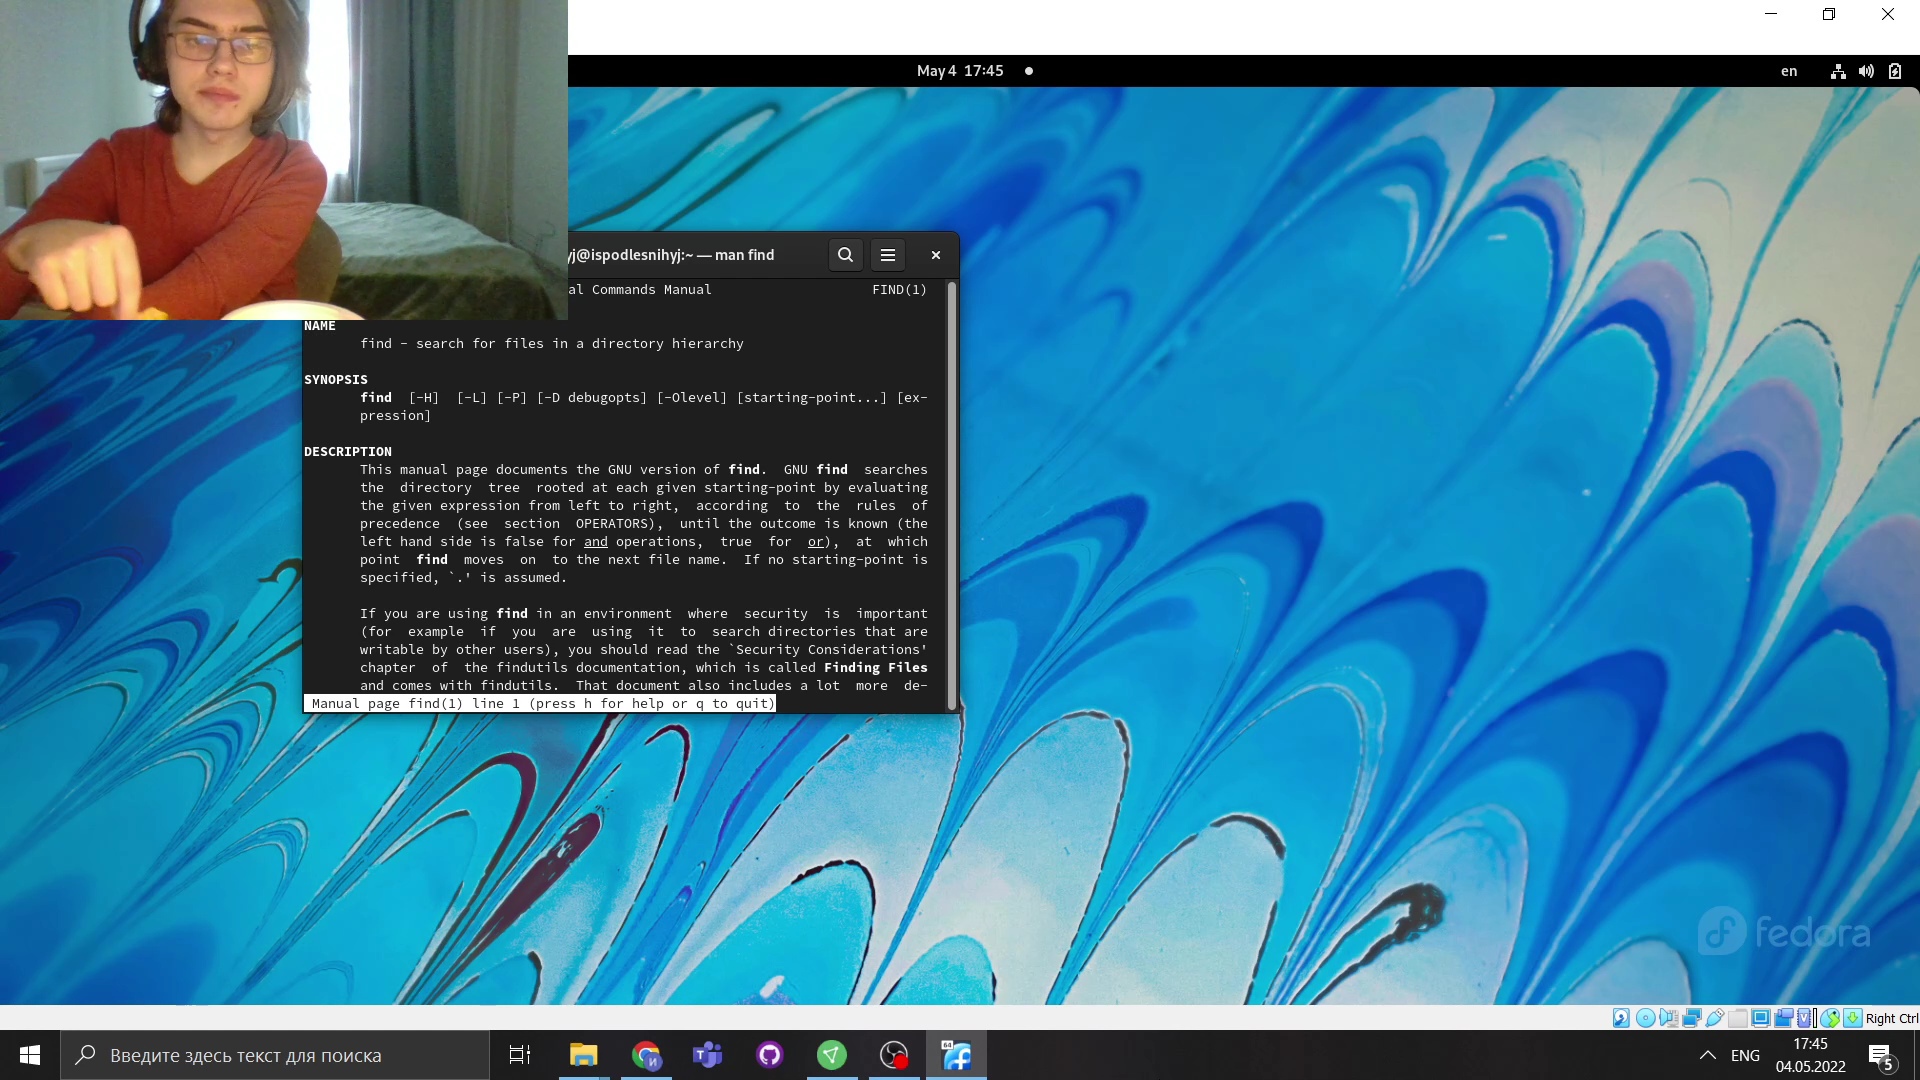 May 4 17:45
en
yj@ispodlesnihyj:~ — man find
al Commands Manual FIND(1)
NAME
find - search for files in a directory hierarchy
SYNOPSIS
find [-H] [-L] [-P] [-D debugopts] [-Olevel] [starting-point...] [ex-
pression]
DESCRIPTION
This manual page documents the GNU version of find. GNU find searches
the directory tree rooted at each given starting-point by evaluating
the given expression from left to right, according to the rules of
precedence (see section OPERATORS), until the outcome is known (the
left hand side is false for and operations, true for or), at which
point find moves on to the next file name. If no starting-point is
specified, `.' is assumed.
If you are using find in an environment where security is important
(for example if you are using it to search directories that are
writable by other users), you should read the `Security Considerations'
chapter of the findutils documentation, which is called Finding Files
and comes with findutils. That document also includes a lot more de-
Manual page find(1) line 1 (press h for help or q to quit)
fedora
Right Ctrl
Введите здесь текст для поиска
64
ENG
17:45
04.05.2022
5